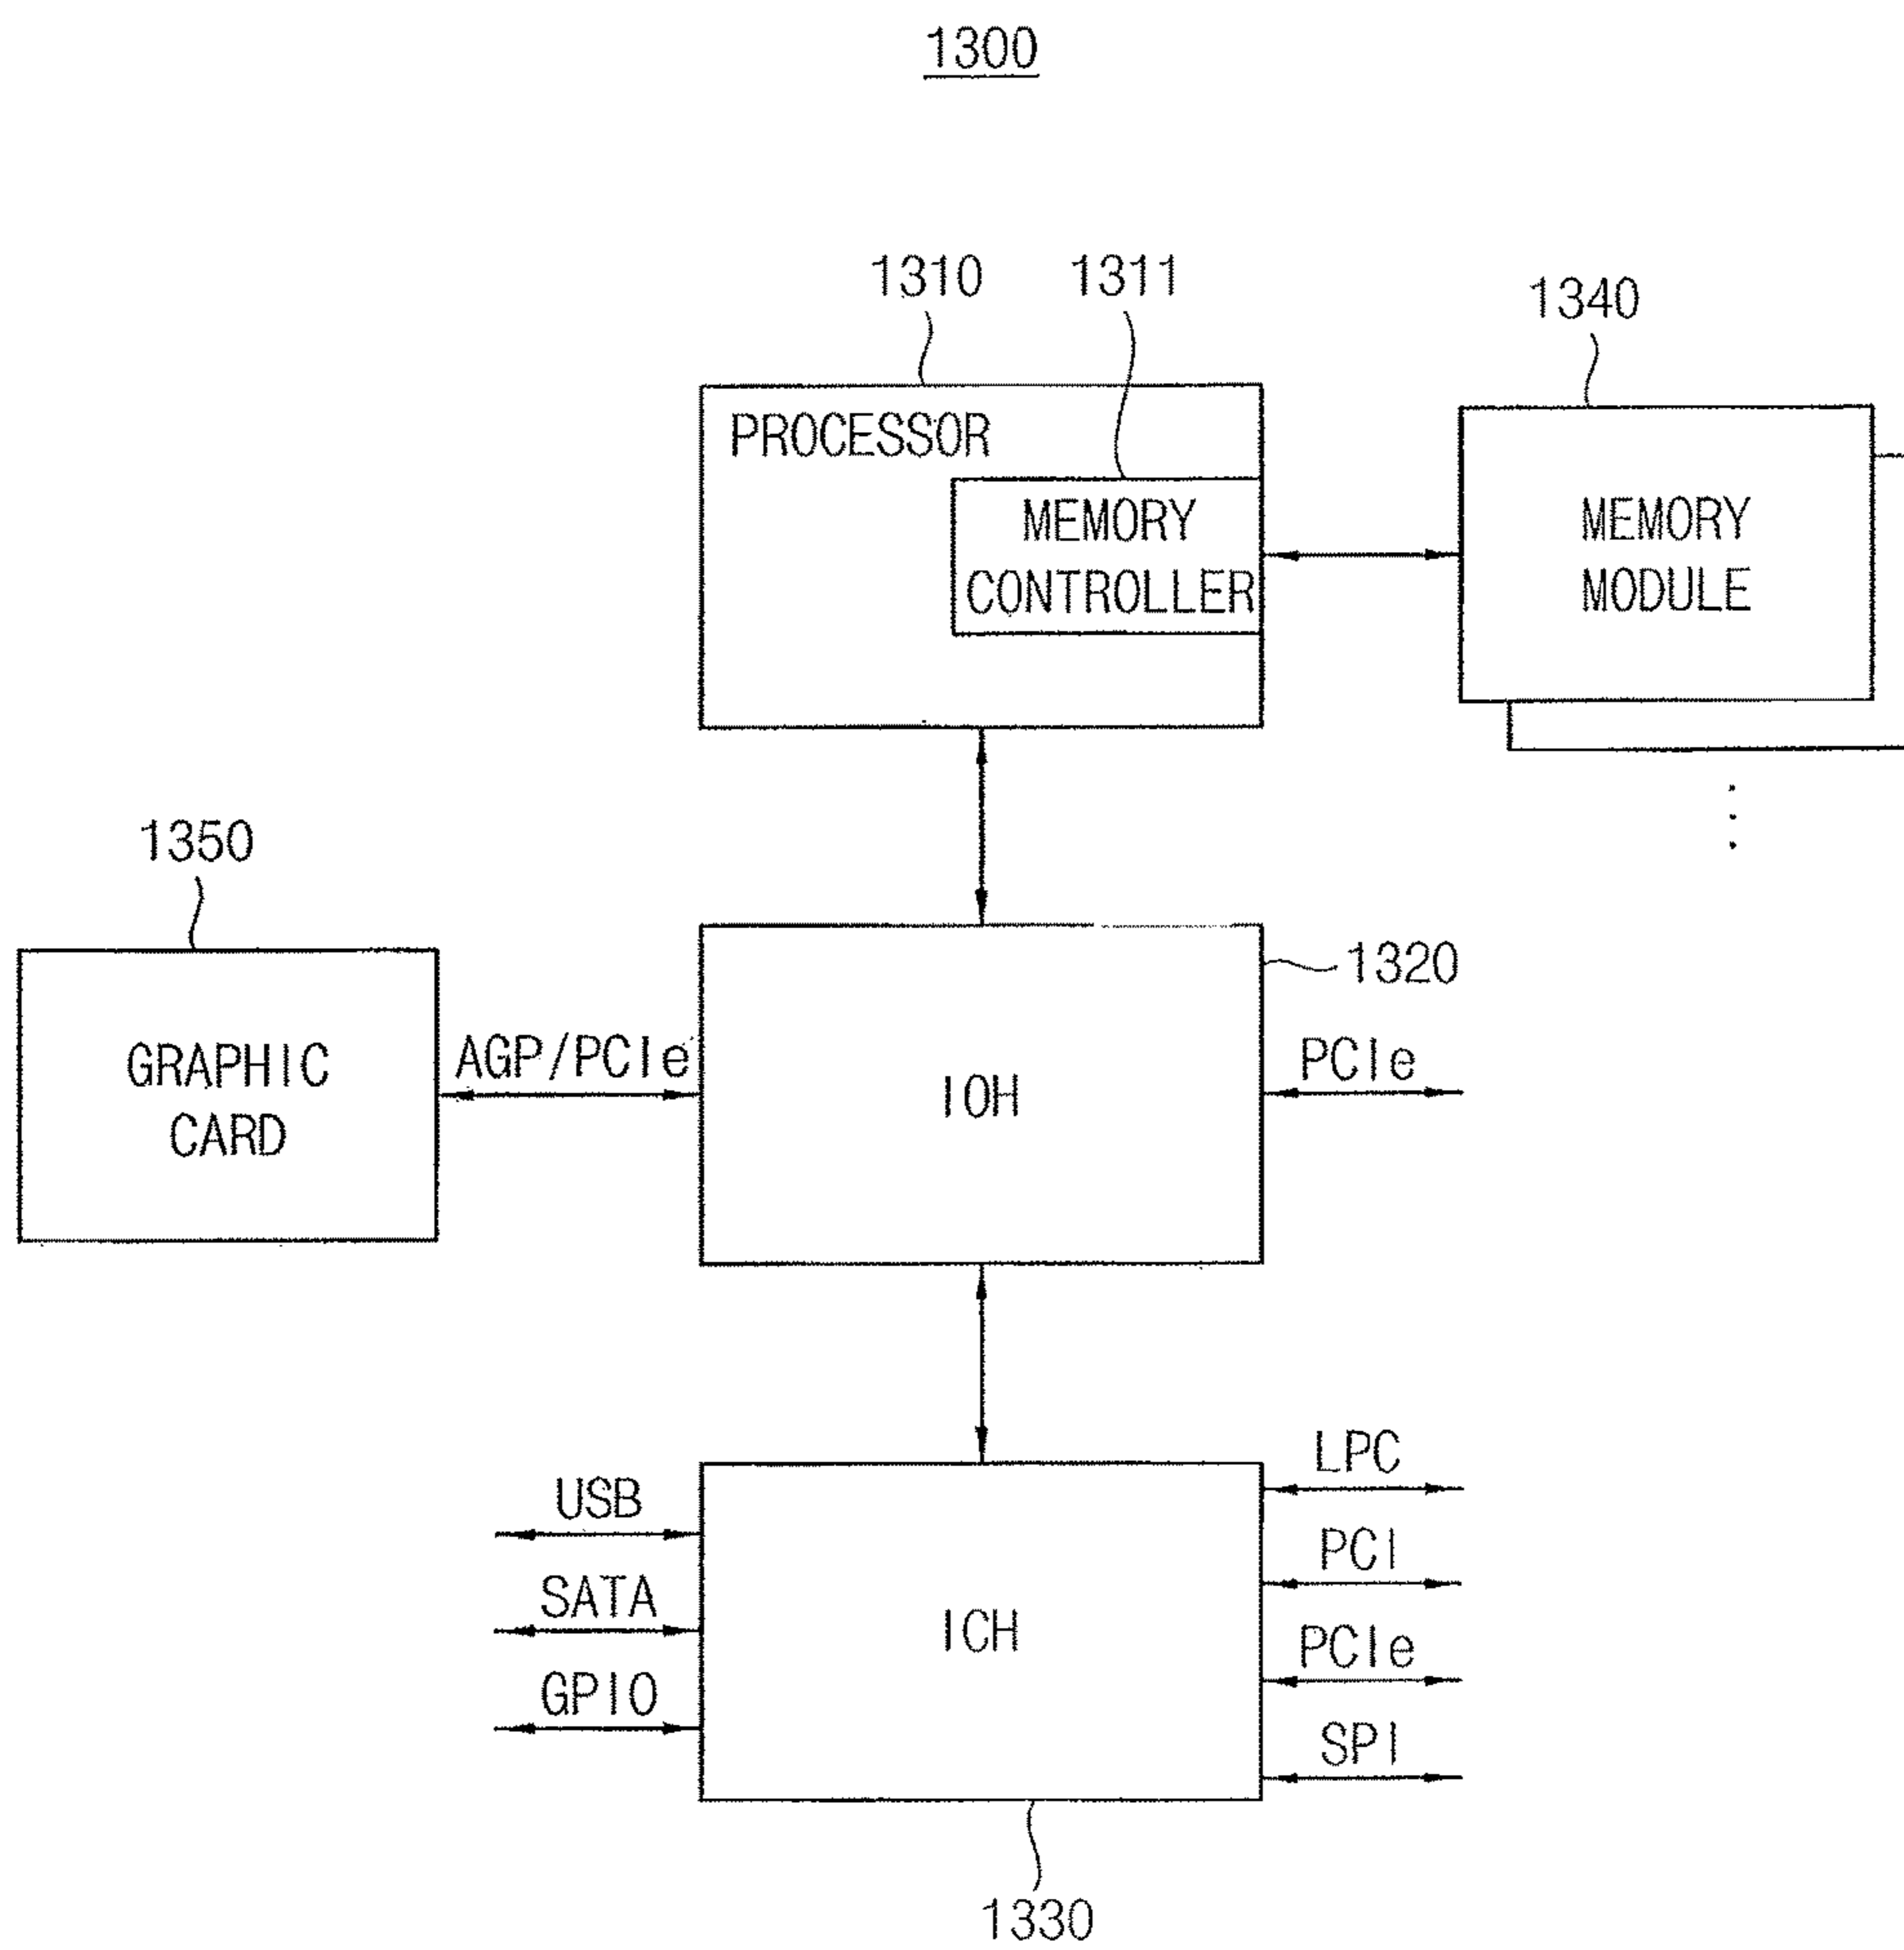 1300
1310
1311
1340
PROCESSOR
MEMORY
CONTROLLER
MEMORY
MODULE
1350
1320
GRAPHIC
CARD
AGP/PCIe
IOH
PCIe
USB
SATA
GPIO
ICH
LPC
PCI
PCIe
SPI
1330